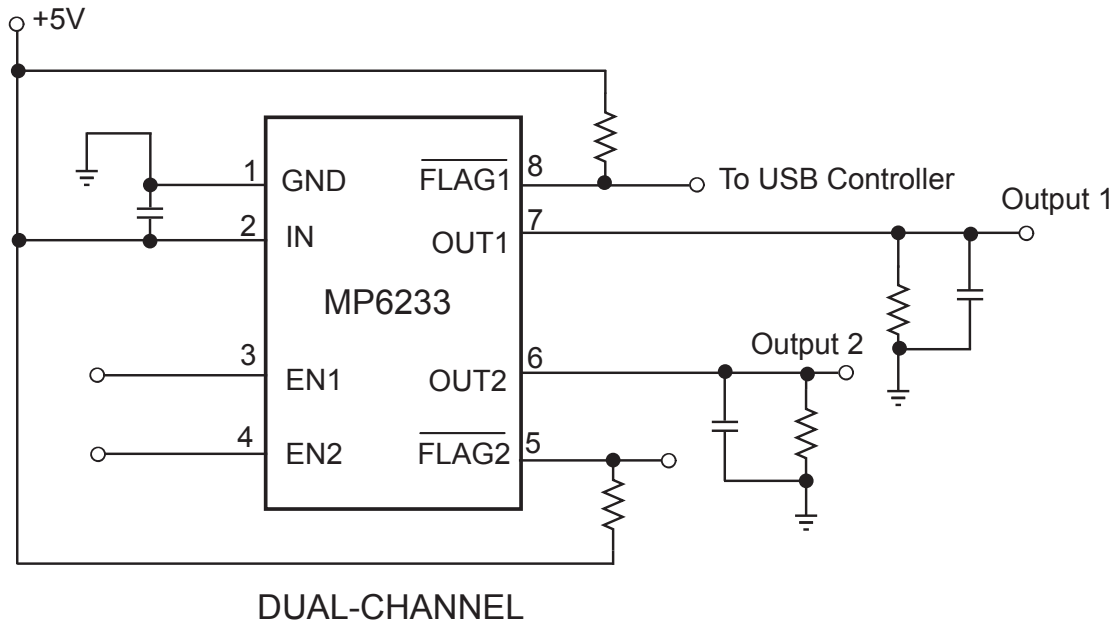 +5V
1
GND
FLAG1
8
To USB Controller
2
IN
OUT1
7
Output 1
MP6233
3
EN1
OUT2
6
Output 2
4
EN2
FLAG2
5
DUAL-CHANNEL